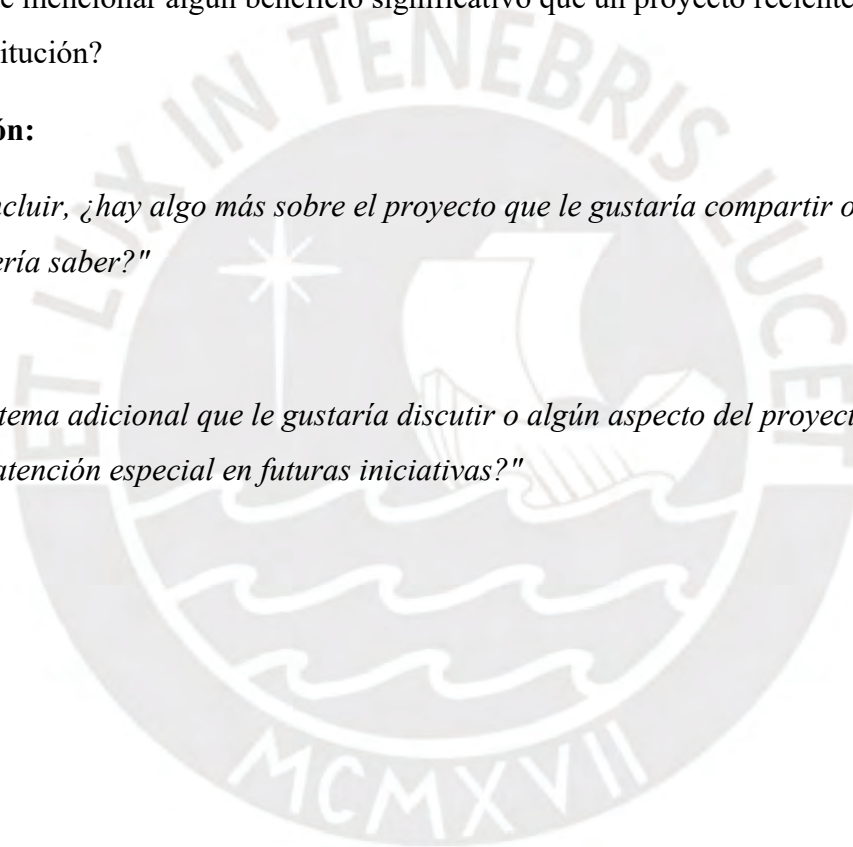 mencionar algún beneficio significativo que un proyecto reciente
itución?
ón:
ncluir, ¿hay algo más sobre el proyecto que le gustaría compartir o
ería saber?"
tema adicional que le gustaría discutir o algún aspecto del proyect
atención especial en futuras iniciativas?"
ET LUX IN TENEBRIS LUCET
MCMXVII